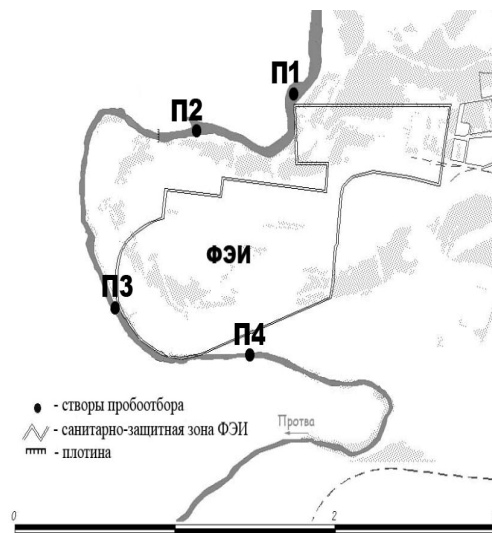 П1
П2
ФЭИ
П3
П4
- створы пробоотбора
Протва
- санитарно-защитная зона ФЭИ
- плотина
0
2